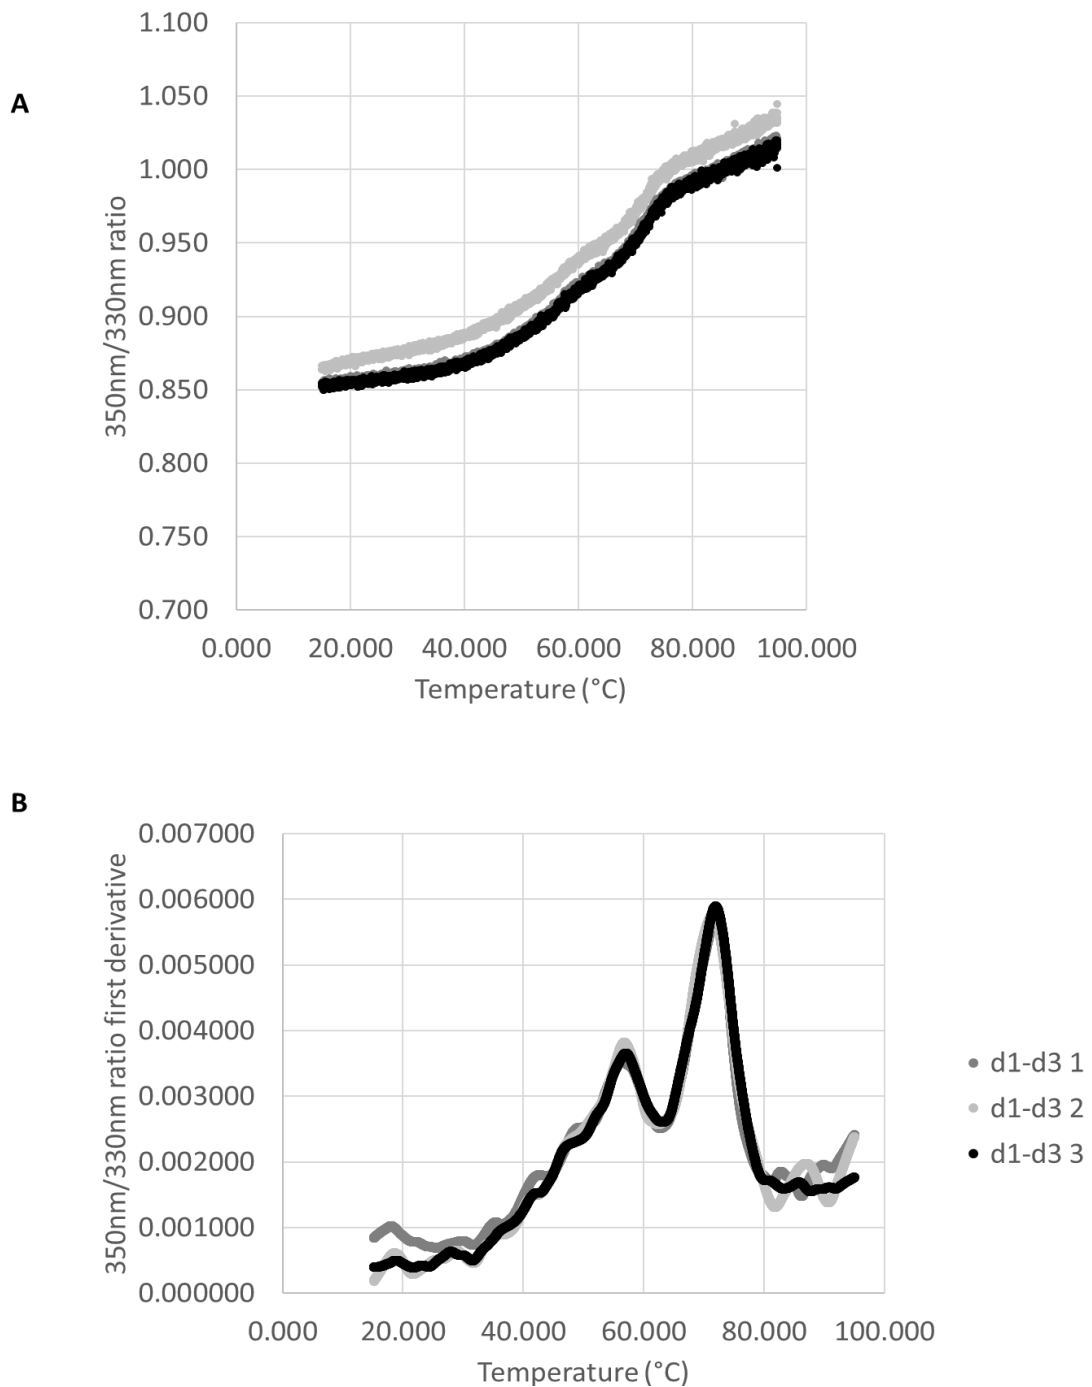 A
350nm/330nm ratio
1.100
1.050
1.000
0.950
0.900
0.850
0.800
0.750
0.700
0.000 20.000 40.000 60.000 80.000 100.000
Temperature (°C)
B
350nm/330nm ratio first derivative
0.007000
0.006000
0.005000
0.004000
0.003000
0.002000
0.001000
0.000000
0.000 20.000 40.000 60.000 80.000 100.000
Temperature (°C)
d1-d3 1
d1-d3 2
d1-d3 3